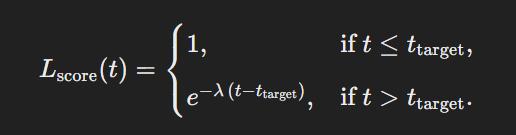 L_score(t) = { 1, if t ≤ t_target,
e^{−λ (t−t_target)}, if t > t_target.